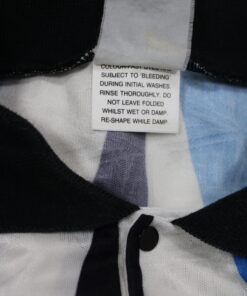 SUBJECT TO 'BLEEDING'
DURING INITIAL WASHES
RINSE THOROUGHLY. DO
NOT LEAVE FOLDED
WHILST WET OR DAMP.
RE-SHAPE WHILE DAMP